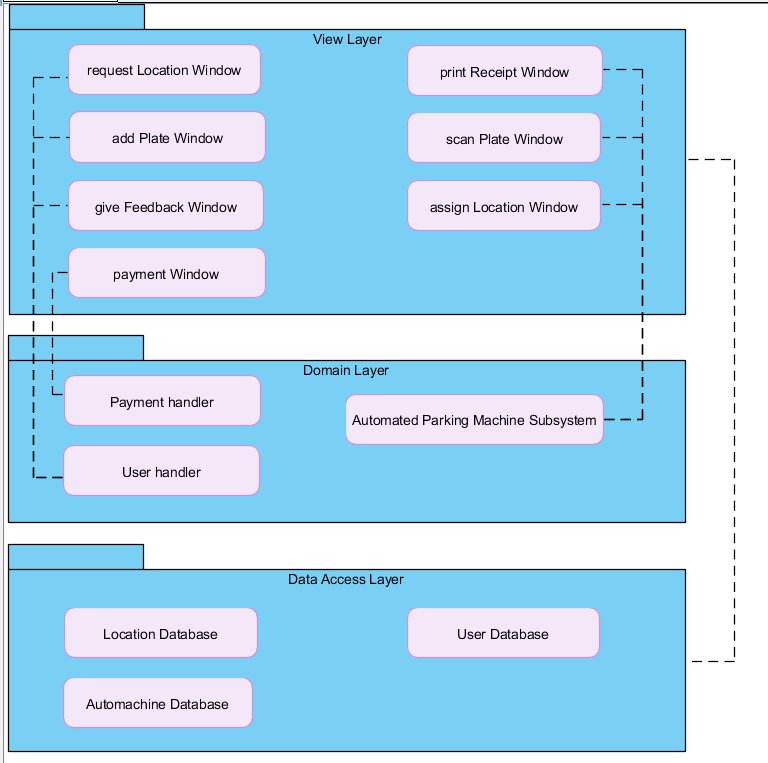 View Layer
request Location Window
print Receipt Window
add Plate Window
scan Plate Window
give Feedback Window
assign Location Window
payment Window
Domain Layer
Payment handler
Automated Parking Machine Subsystem
User handler
Data Access Layer
Location Database
User Database
Automachine Database